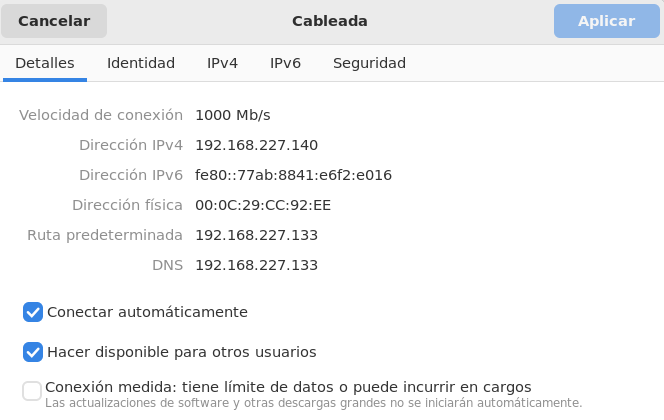 Cancelar Cableada Aplicar
Detalles Identidad IPv4 IPv6 Seguridad
Velocidad de conexión 1000 Mb/s
Dirección IPv4 192.168.227.140
Dirección IPv6 fe80::77ab:8841:e6f2:e016
Dirección física 00:0C:29:CC:92:EE
Ruta predeterminada 192.168.227.133
DNS 192.168.227.133
Conectar automáticamente
Hacer disponible para otros usuarios
Conexión medida: tiene límite de datos o puede incurrir en cargos
Las actualizaciones de software y otras descargas grandes no se iniciarán automáticamente.